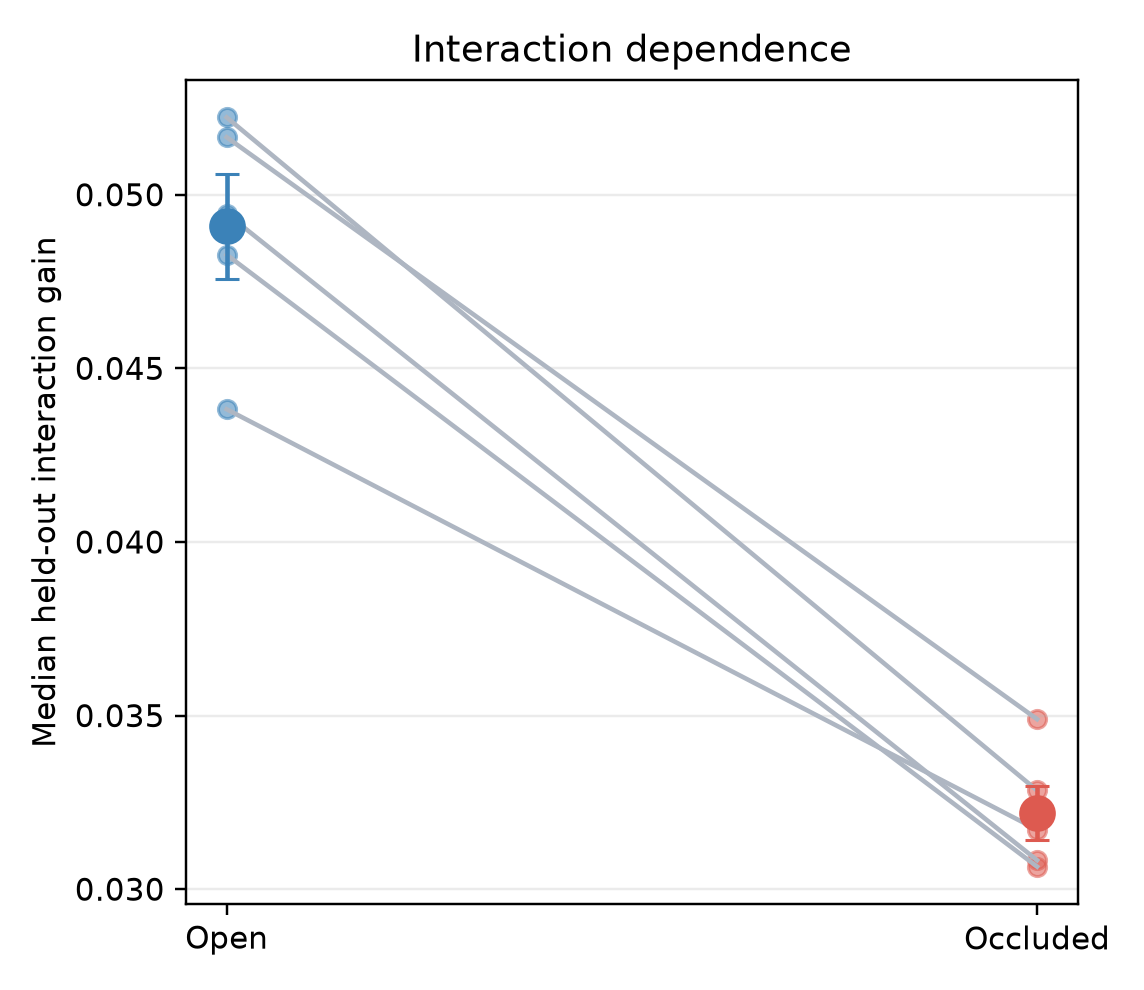 Interaction dependence
Median held-out interaction gain
0.050
0.045
0.040
0.035
0.030
Open
Occluded